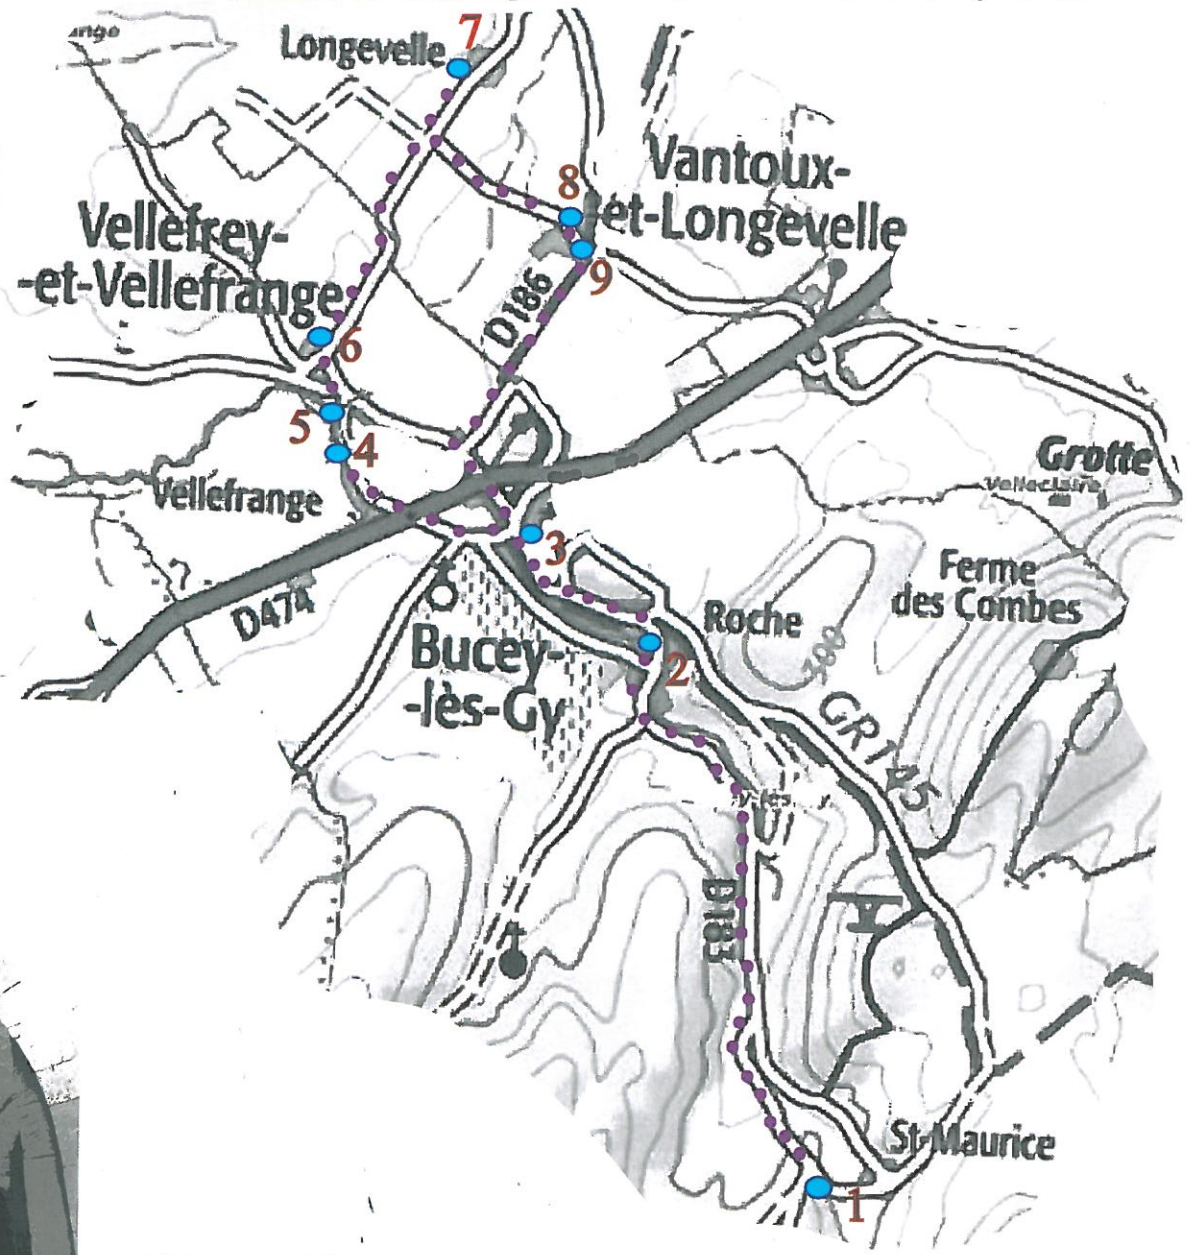 7
Longevelle
8
Vantoux-
-et-Longevelle
9
Vellefrey-
-et-Vellefrange
D186
6
5
4
Vellefrange
Grotte
3
D474
Ferme
des Combes
Roche
2
300
Bucey-
-lès-Gy
GR145
D183
St-Maurice
1